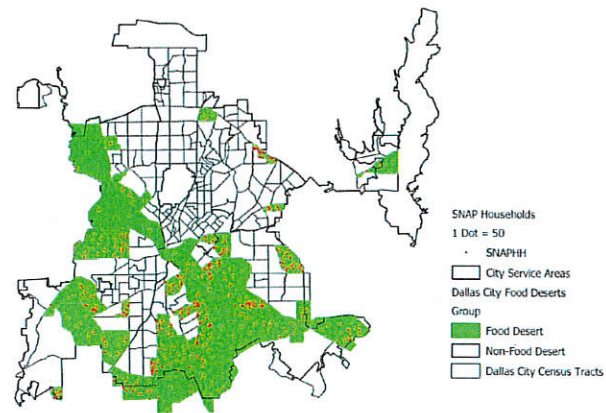 SNAP Households
1 Dot = 50
SNAPHH
City Service Areas
Dallas City Food Deserts
Group
Food Desert
Non-Food Desert
Dallas City Census Tracts